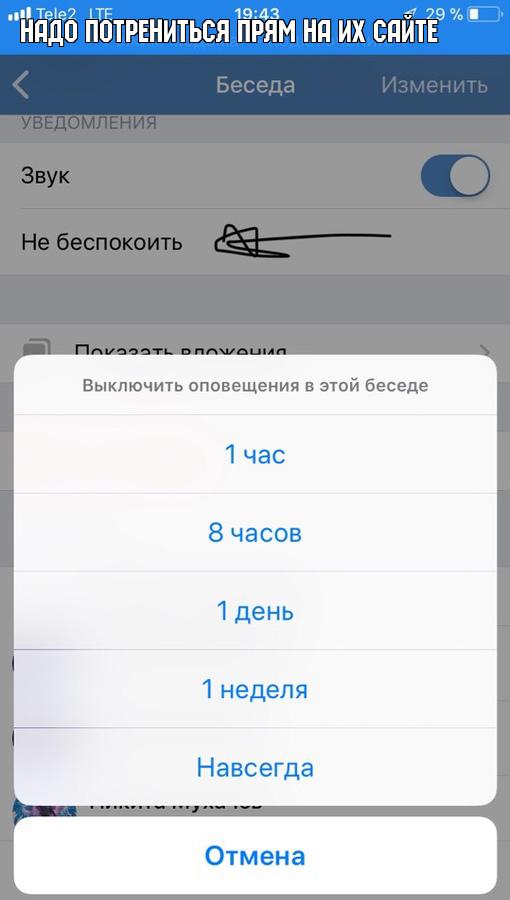 Tele2 LTE 19:43 29 %
НАДО ПОТРЕНИТЬСЯ ПРЯМ НА ИХ САЙТЕ
Беседа Изменить
УВЕДОМЛЕНИЯ
Звук
Не беспокоить
Показать вложения
Выключить оповещения в этой беседе
1 час
8 часов
1 день
1 неделя
Навсегда
Никита Мухачов
Отмена